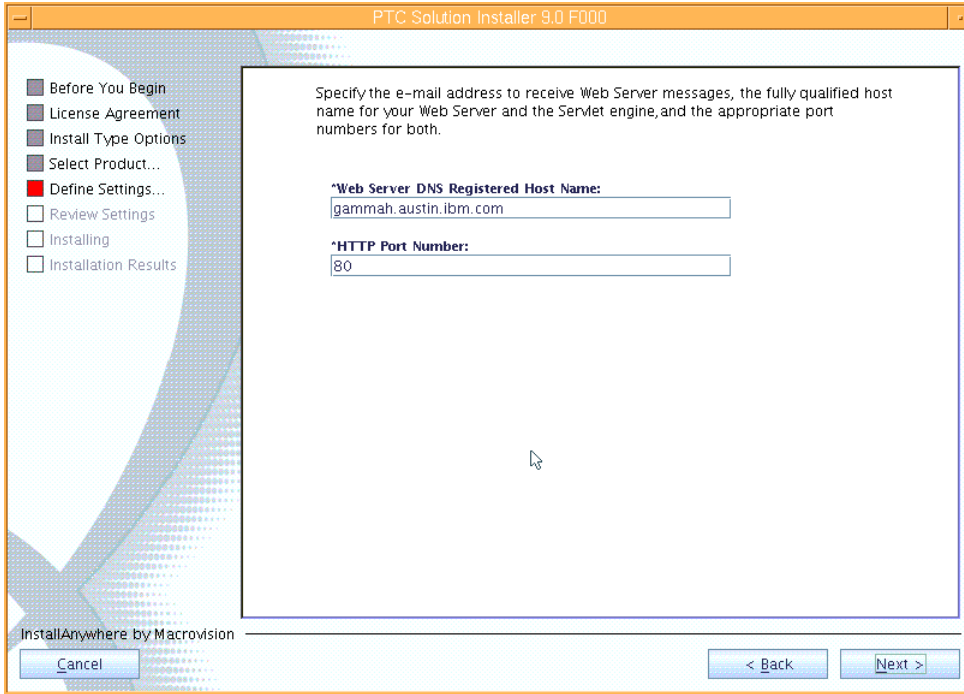 PTC Solution Installer 9.0 F000
Before You Begin
License Agreement
Install Type Options
Select Product...
Define Settings...
Review Settings
Installing
Installation Results
Specify the e-mail address to receive Web Server messages, the fully qualified host
name for your Web Server and the Servlet engine,and the appropriate port
numbers for both.
*Web Server DNS Registered Host Name:
gammah.austin.ibm.com
*HTTP Port Number:
80
InstallAnywhere by Macrovision
Cancel
< Back
Next >